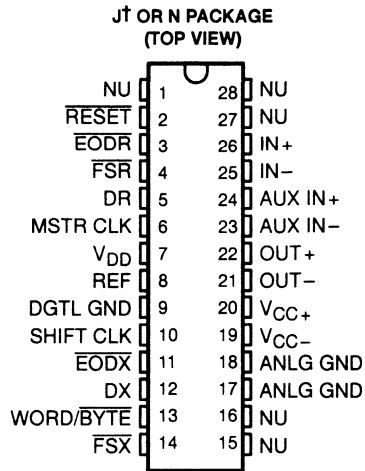 J† OR N PACKAGE
(TOP VIEW)
NU 1 28 NU
RESET 2 27 NU
EODR 3 26 IN+
FSR 4 25 IN−
DR 5 24 AUX IN+
MSTR CLK 6 23 AUX IN−
VDD 7 22 OUT+
REF 8 21 OUT−
DGTL GND 9 20 VCC+
SHIFT CLK 10 19 VCC−
EODX 11 18 ANLG GND
DX 12 17 ANLG GND
WORD/BYTE 13 16 NU
FSX 14 15 NU